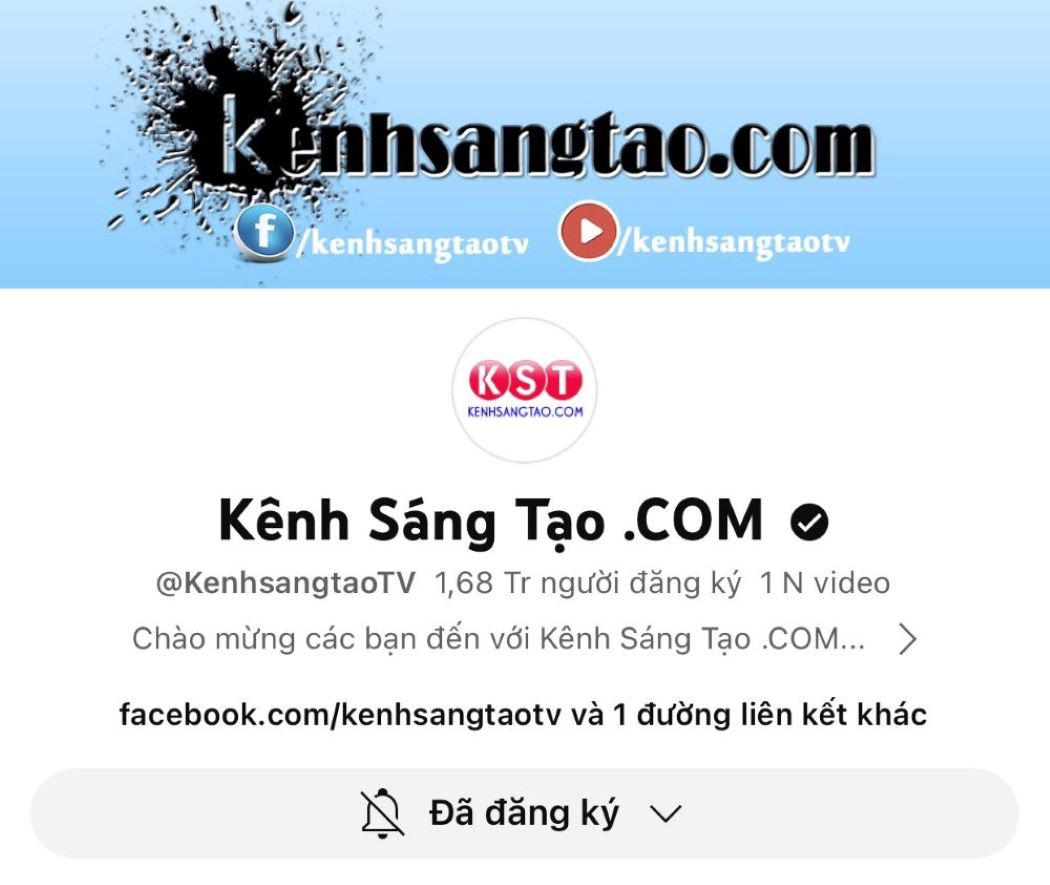 kenhsangtao.com
/kenhsangtaotv /kenhsangtaotv
KST
KENHSANGTAO.COM
Kênh Sáng Tạo .COM
@KenhsangtaoTV 1,68 Tr người đăng ký 1 N video
Chào mừng các bạn đến với Kênh Sáng Tạo .COM...
facebook.com/kenhsangtaotv và 1 đường liên kết khác
Đã đăng ký